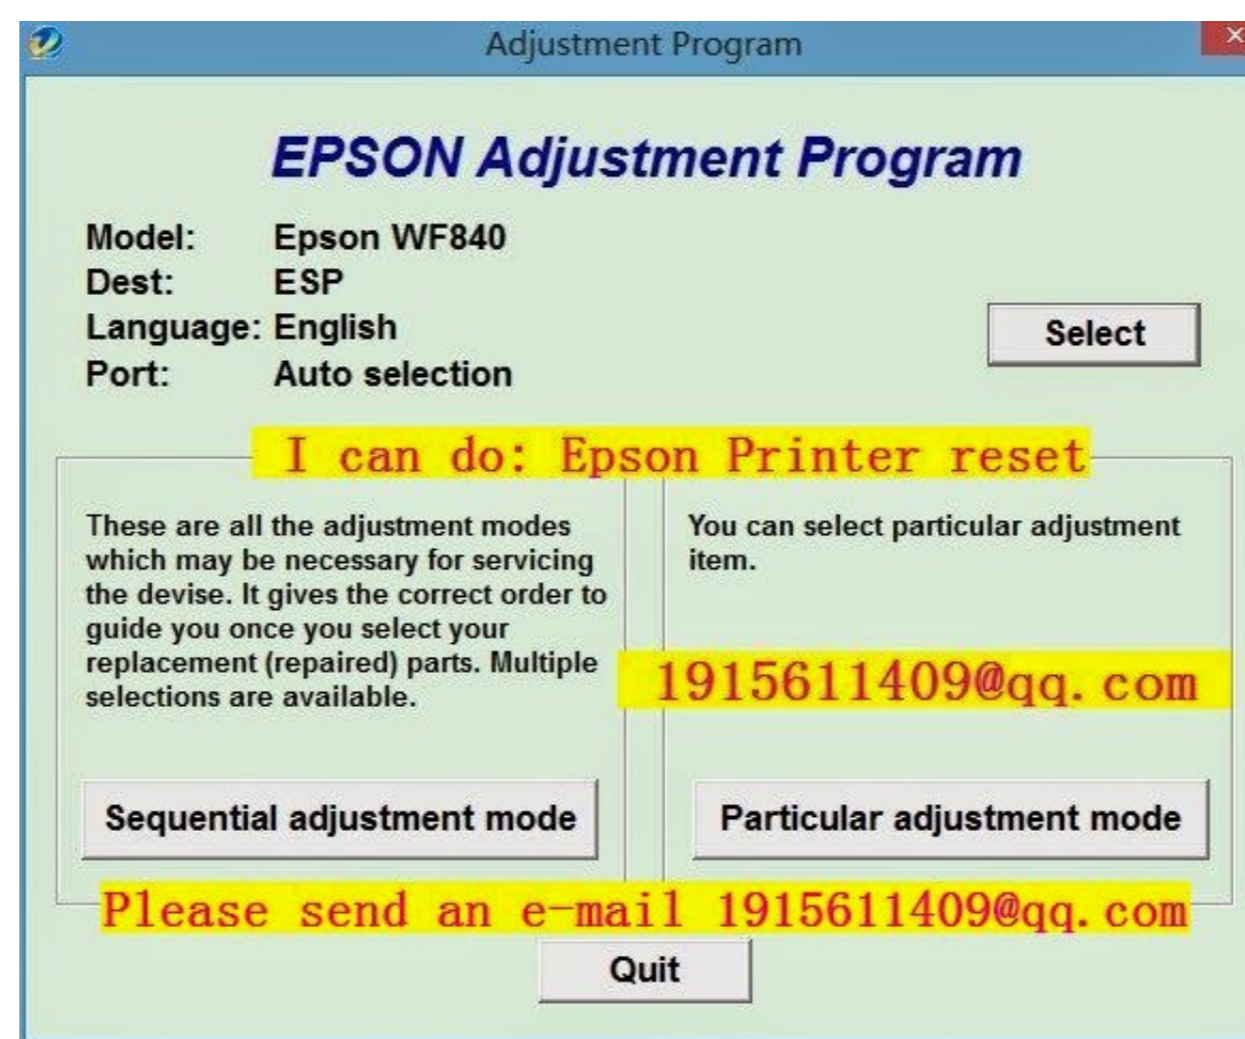 Adjustment Program
EPSON Adjustment Program
Model: Epson WF840
Dest: ESP
Language: English
Port: Auto selection
Select
I can do: Epson Printer reset
These are all the adjustment modes
which may be necessary for servicing
the devise. It gives the correct order to
guide you once you select your
replacement (repaired) parts. Multiple
selections are available.
Sequential adjustment mode
You can select particular adjustment
item.
1915611409@qq.com
Particular adjustment mode
Please send an e-mail 1915611409@qq.com
Quit